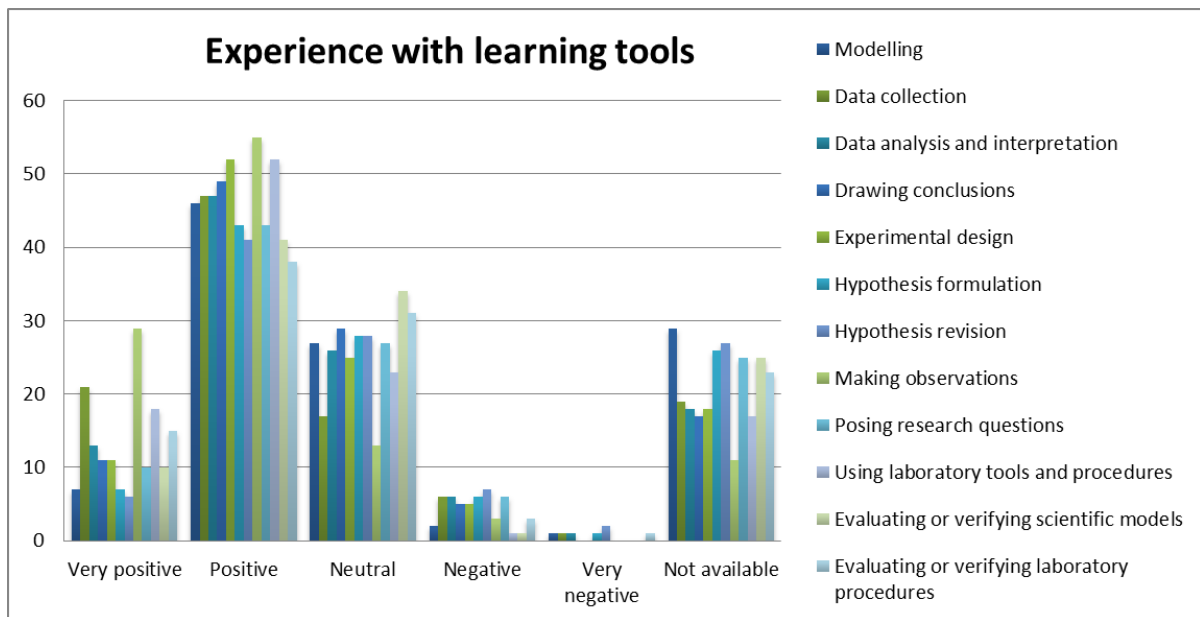 Experience with learning tools
60
50
40
30
20
10
0
Very positive
Positive
Neutral
Negative
Very
negative
Not available
Modelling
Data collection
Data analysis and interpretation
Drawing conclusions
Experimental design
Hypothesis formulation
Hypothesis revision
Making observations
Posing research questions
Using laboratory tools and procedures
Evaluating or verifying scientific models
Evaluating or verifying laboratory
procedures